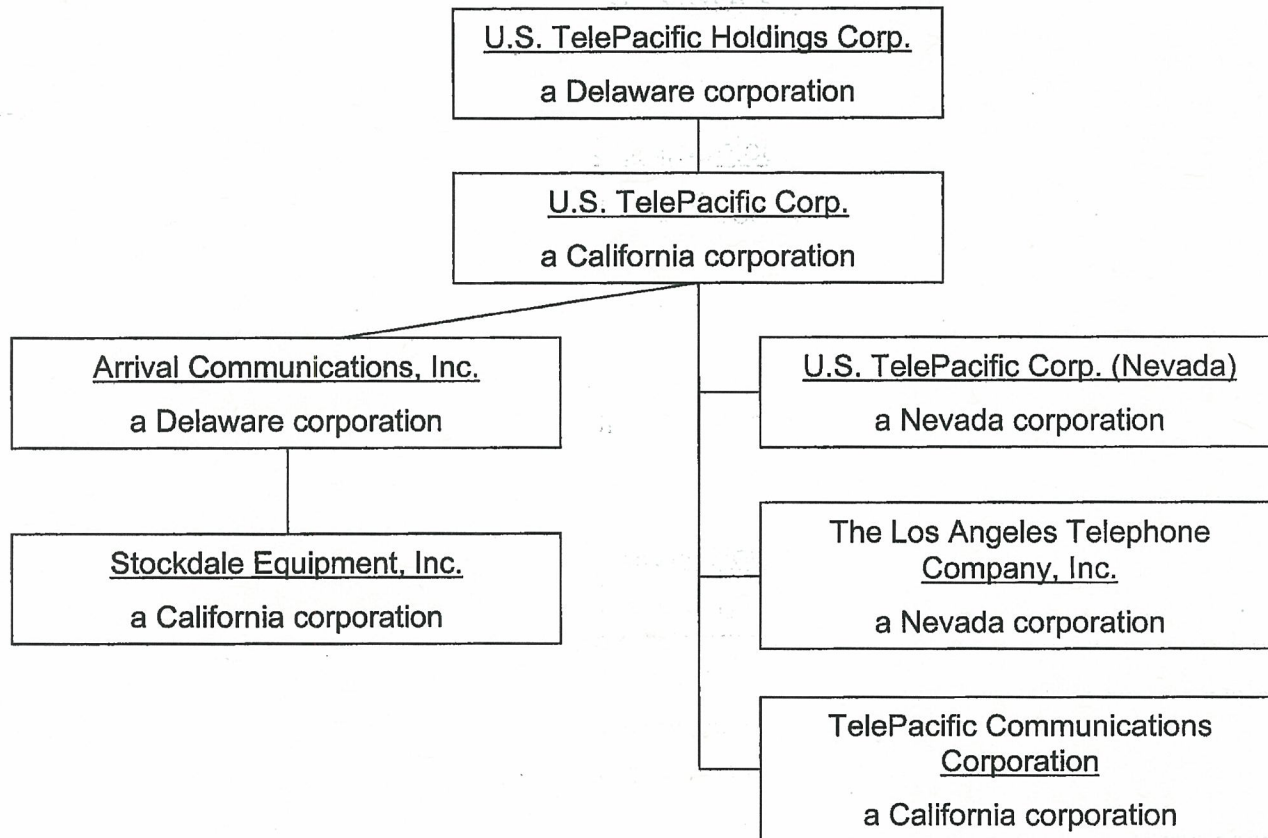 U.S. TelePacific Holdings Corp.
a Delaware corporation
U.S. TelePacific Corp.
a California corporation
Arrival Communications, Inc.
a Delaware corporation
Stockdale Equipment, Inc.
a California corporation
U.S. TelePacific Corp. (Nevada)
a Nevada corporation
The Los Angeles Telephone
Company, Inc.
a Nevada corporation
TelePacific Communications
Corporation
a California corporation